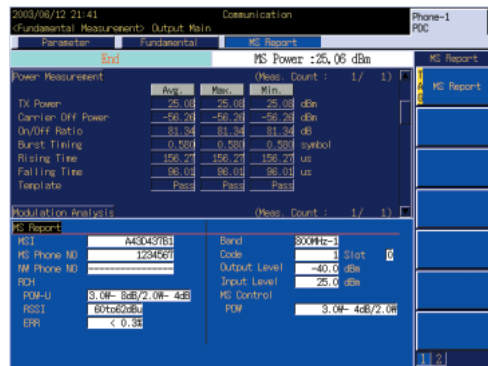 2003/06/12 21:41 Communication Phone-1
<Fundamental Measurement> Output Main PDC
Parameter Fundamental MS Report
End MS Power :25.06 dBm MS Report
Power Measurement (Meas. Count : 1/ 1)
MS Report
Avg. Max. Min.
TX Power 25.08 25.08 25.08 dBm
Carrier Off Power -56.26 -56.26 -56.26 dBm
On/Off Ratio 81.34 81.34 81.34 dB
Burst Timing 0.580 0.580 0.580 symbol
Rising Time 156.27 156.27 156.27 us
Falling Time 96.01 96.01 96.01 us
Template Pass Pass Pass
Modulation Analysis (Meas. Count : 1/ 1)
MS Report
MSI A43D437B1 Band 800MHz-1
MS Phone NO 1234567 Code 1 Slot 0
NW Phone NO -------------------- Output Level -40.0 dBm
RCH Input Level 25.0 dBm
POW-U 3.0W- 6dB/2.0W- 4dB MS Control
RSSI 60to62dBu POW 3.0W- 4dB/2.0W
ERR < 0.3%
1 2